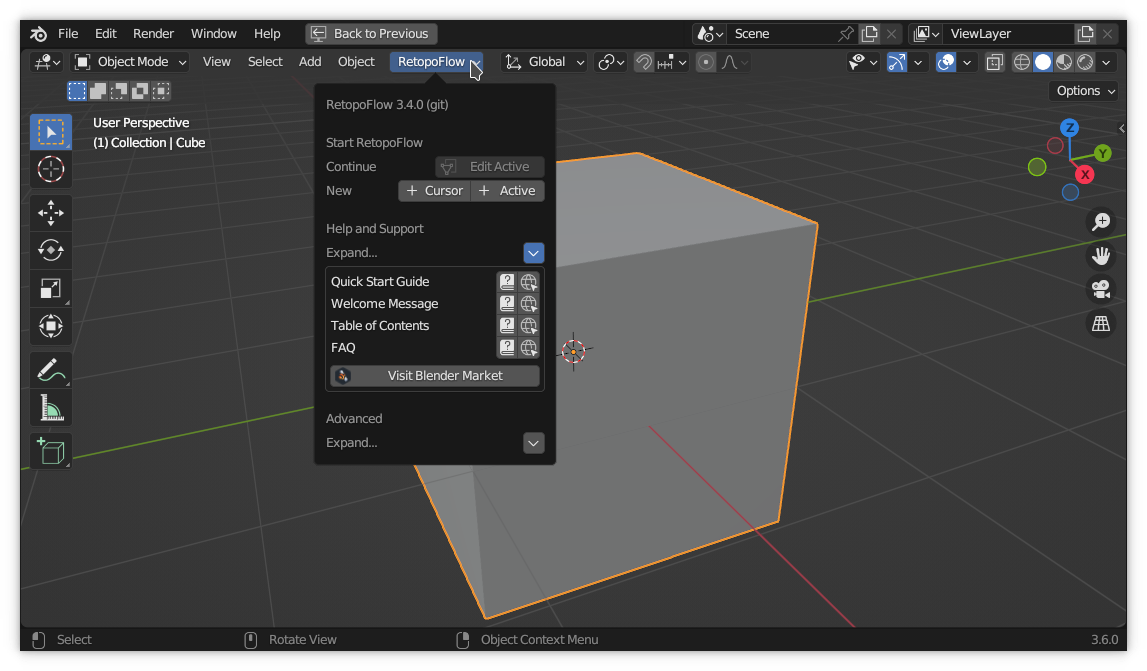 File Edit Render Window Help Back to Previous Scene ViewLayer
Object Mode View Select Add Object RetopoFlow Global
Options
User Perspective
(1) Collection | Cube
RetopoFlow 3.4.0 (git)
Start RetopoFlow
Continue Edit Active
New + Cursor + Active
Help and Support
Expand...
Quick Start Guide
Welcome Message
Table of Contents
FAQ
Visit Blender Market
Advanced
Expand...
Z
Y
X
Select Rotate View Object Context Menu 3.6.0